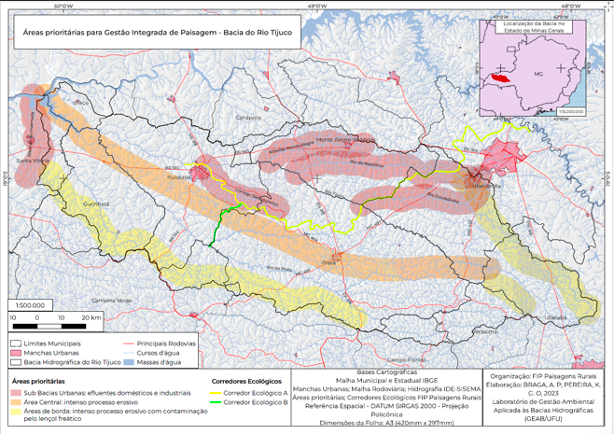 50°0'W
49°0'W
48°0'W
Áreas prioritárias para Gestão Integrada de Paisagem - Bacia do Rio Tijuco
Localização da Bacia no
Estado de Minas Gerais
MG
1:15.000.000
Ipiaçu
Canápolis
Monte Alegre de Minas
Santa Vitória
Ituiutaba
Uberlândia
19°0'S
19°0'S
Gurinhatã
Prata
Campina Verde
Uberaba
Veríssimo
Campo Florido
1:500.000
10 0 10 20 km
Limites Municipais
Manchas Urbanas
Bacia Hidrográfica do Rio Tijuco
Principais Rodovias
Cursos d'água
Massas d'água
Áreas prioritárias
Sub Bacias Urbanas: efluentes domésticos e industriais
Área Central: intenso processo erosivo
Áreas de borda: intenso processo erosivo com contaminação
pelo lençol freático
Corredores Ecológicos
Corredor Ecológico A
Corredor Ecológico B
Bases Cartográficas
Malha Municipal e Estadual IBGE
Manchas Urbanas; Malha Rodoviária; Hidrografia IDE-SISEMA
Áreas prioritárias; Corredores Ecológicos FIP Paisagens Rurais
Referência Espacial - DATUM SIRGAS 2000 - Projeção
Policônica
Dimensões da Folha: A3 (420mm x 297mm)
Organização: FIP Paisagens Rurais
Elaboração: BRAGA, A. P; PEREIRA, K.
G. O, 2023
Laboratório de Gestão Ambiental
Aplicada às Bacias Hidrográficas
(GEAB/UFU)